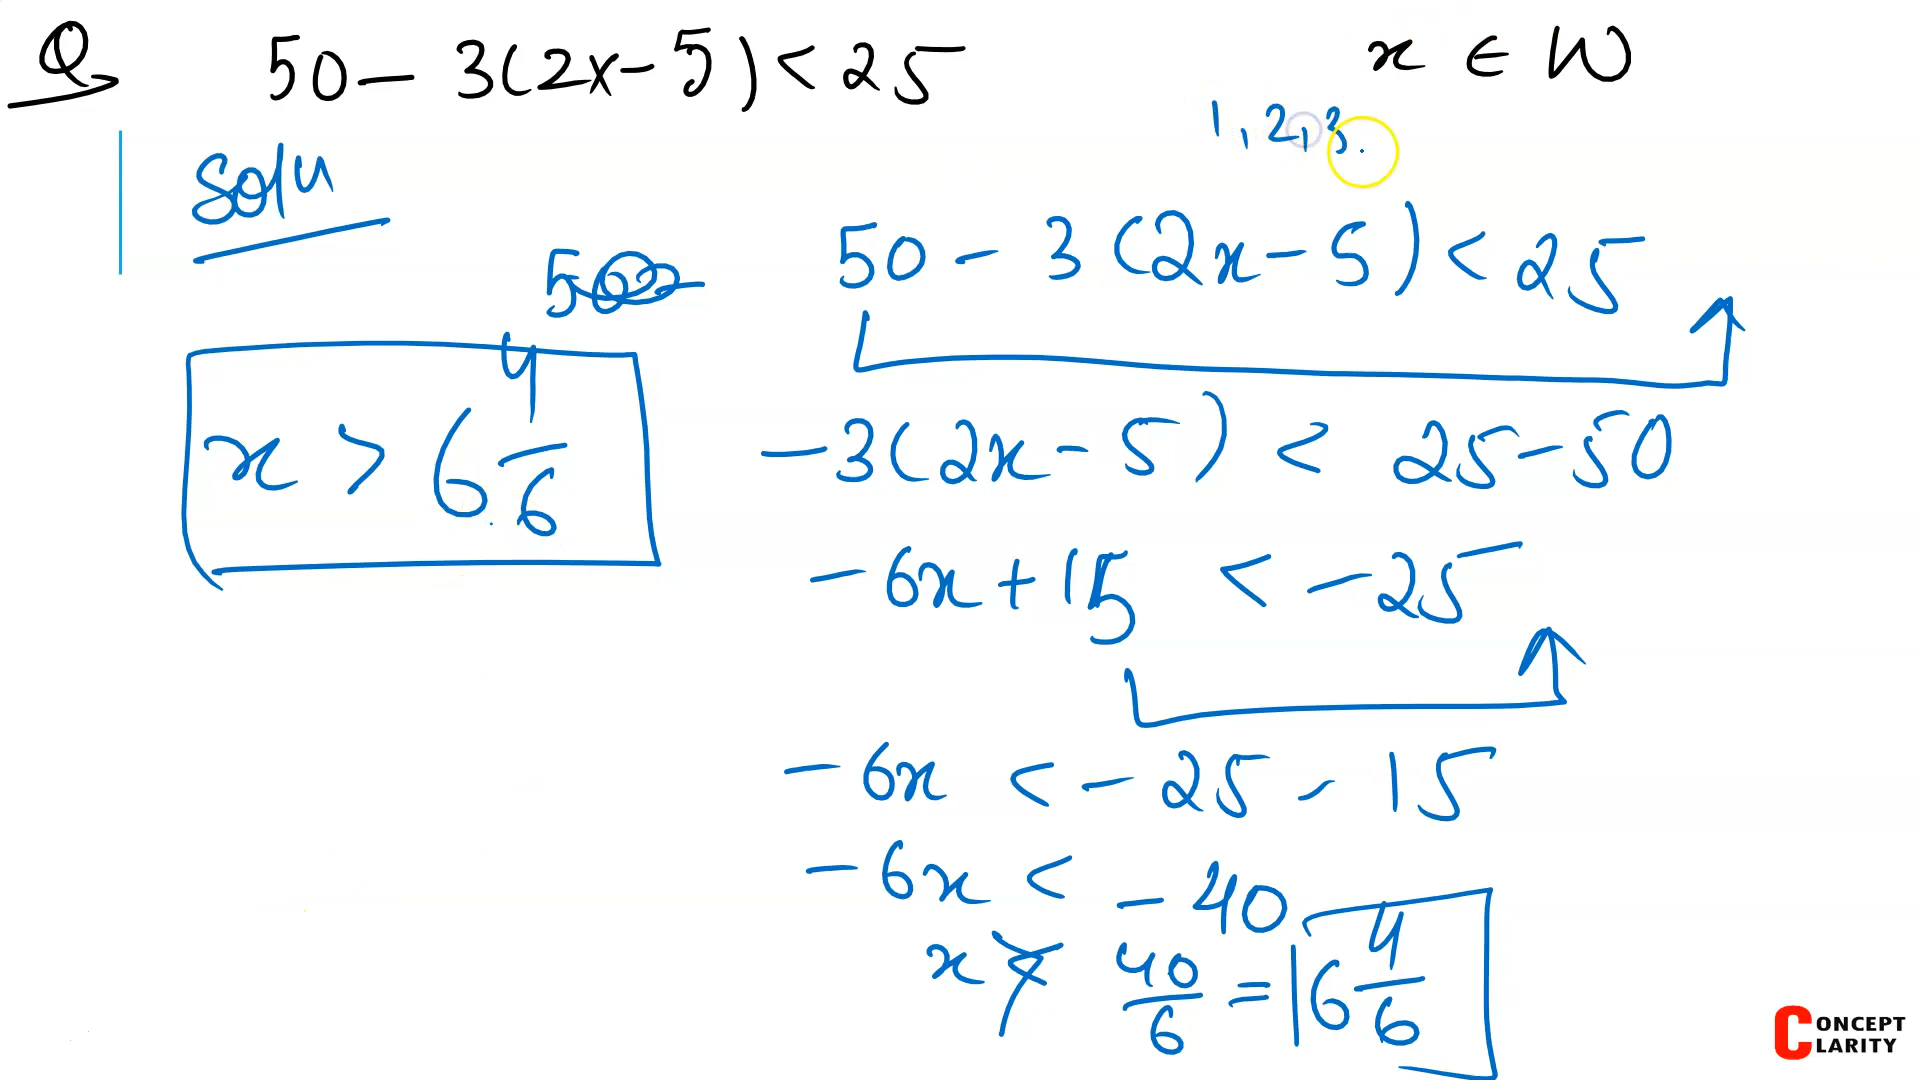 Q 50 - 3(2x - 5) < 25 x ∈ W
1, 2, 3.
Soln
50 - 3(2x - 5) < 25
x > 6 4/6
-3(2x - 5) < 25 - 50
-6x + 15 < -25
-6x < -25 - 15
-6x < -40
x > 40/6 = 6 4/6
CONCEPT
CLARITY